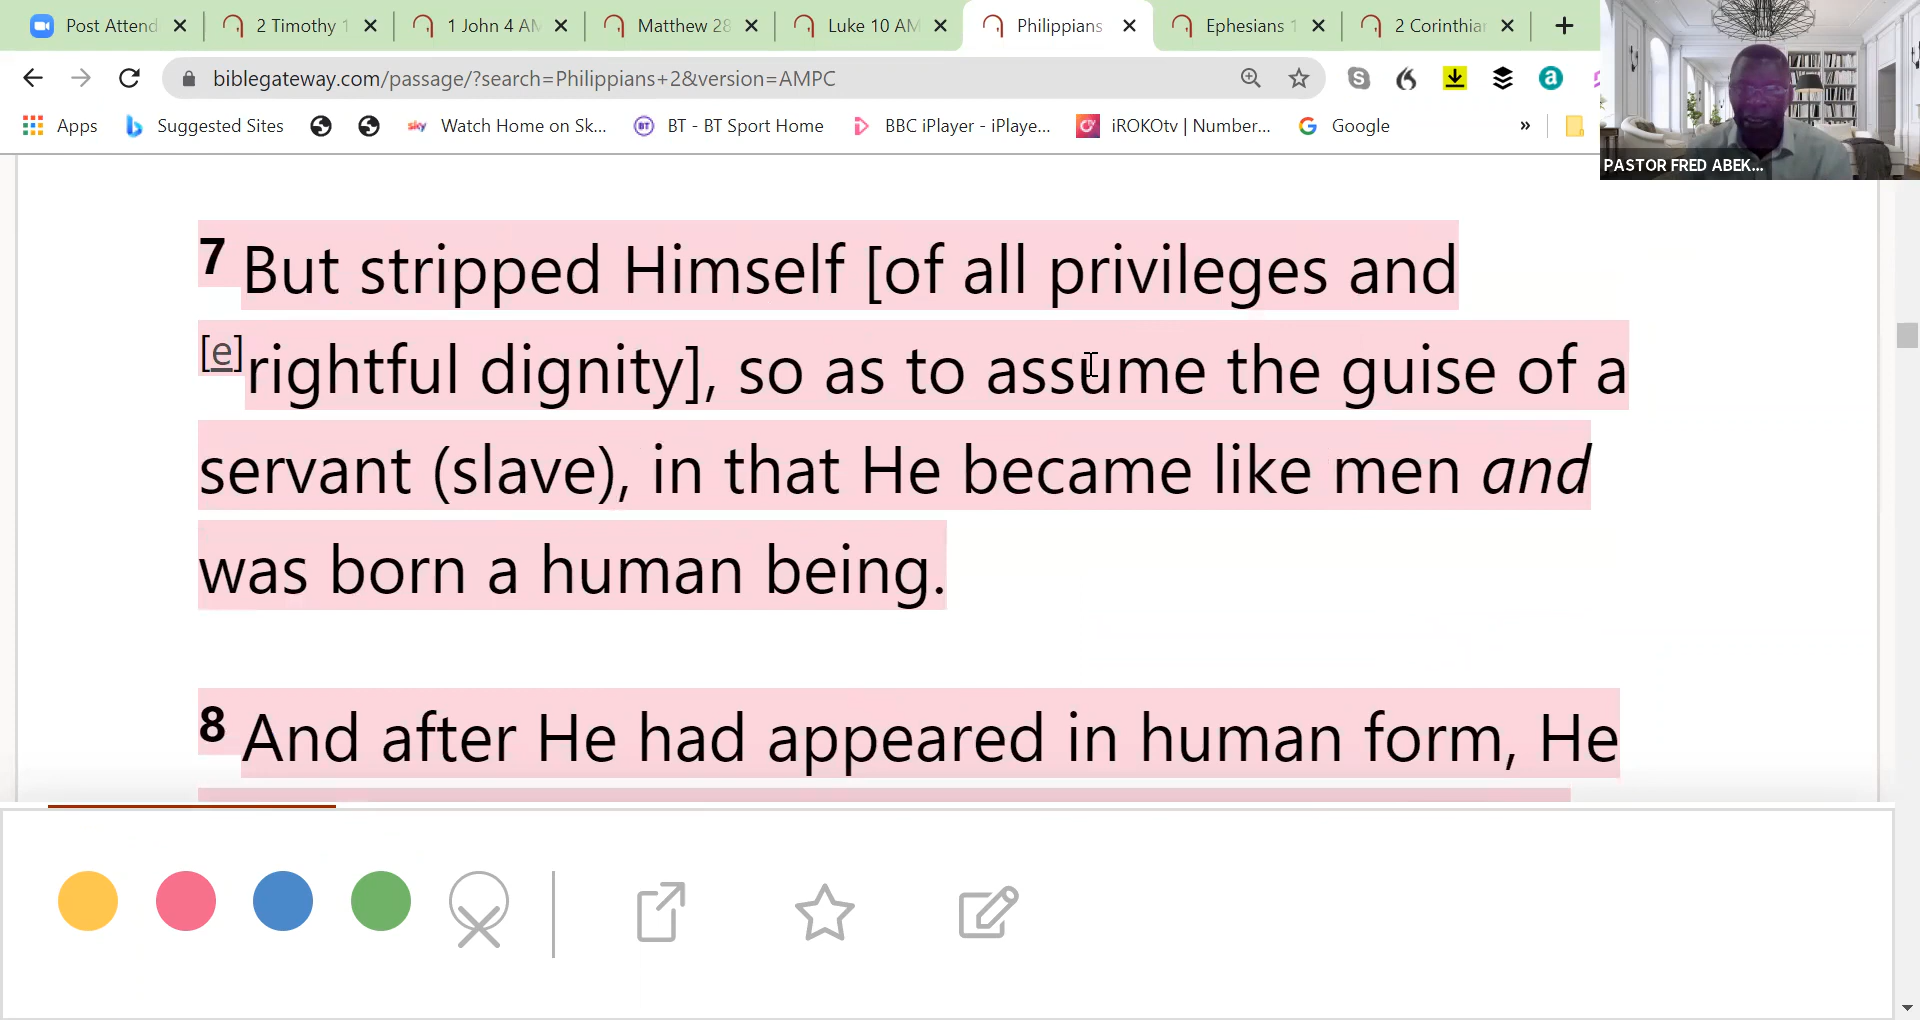 Post Attend
2 Timothy 1
1 John 4 AM
Matthew 28
Luke 10 AM
Philippians
Ephesians 1
2 Corinthian
biblegateway.com/passage/?search=Philippians+2&version=AMPC
Apps
Suggested Sites
sky
Watch Home on Sk...
BT
BT - BT Sport Home
BBC iPlayer - iPlaye...
iROKOtv | Number...
Google
»
PASTOR FRED ABEK...
7 But stripped Himself [of all privileges and
[e]rightful dignity], so as to assume the guise of a
servant (slave), in that He became like men and
was born a human being.
8 And after He had appeared in human form, He